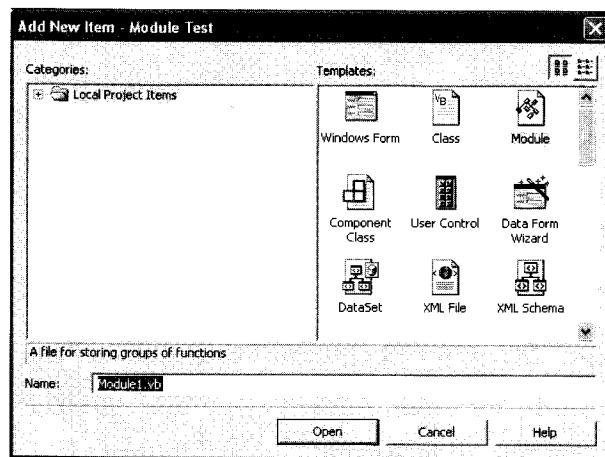 Add New Item - Module Test
Categories:
Templates:
Local Project Items
Windows Form
Class
Module
Component Class
User Control
Data Form Wizard
DataSet
XML File
XML Schema
A file for storing groups of functions
Name:
Module1.vb
Open
Cancel
Help